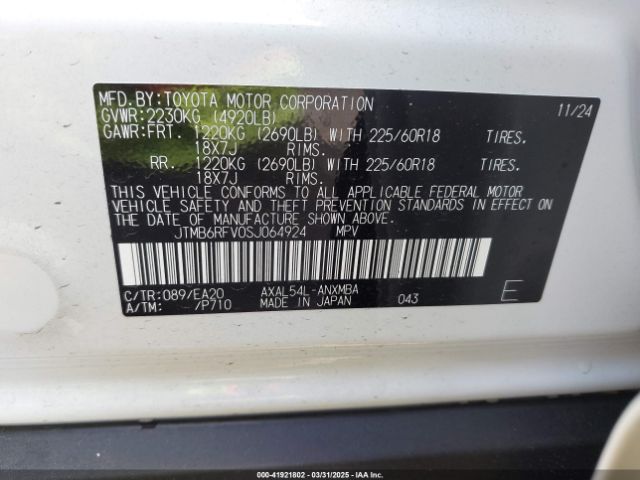 MFD.BY:TOYOTA MOTOR CORPORATION 11/24
GVWR:2230KG (4920LB)
GAWR:FRT. 1220KG (2690LB) WITH 225/60R18 TIRES.
18X7J RIMS.
RR. 1220KG (2690LB) WITH 225/60R18 TIRES.
18X7J RIMS.
THIS VEHICLE CONFORMS TO ALL APPLICABLE FEDERAL MOTOR
VEHICLE SAFETY AND THEFT PREVENTION STANDARDS IN EFFECT ON
THE DATE OF MANUFACTURE SHOWN ABOVE.
JTMB6RFV0SJ064924 MPV
C/TR:089/EA20 AXAL54L-ANXMBA
A/TM: /P710 MADE IN JAPAN 043 E
000-41921802 - 03/31/2025 - IAAI.COM